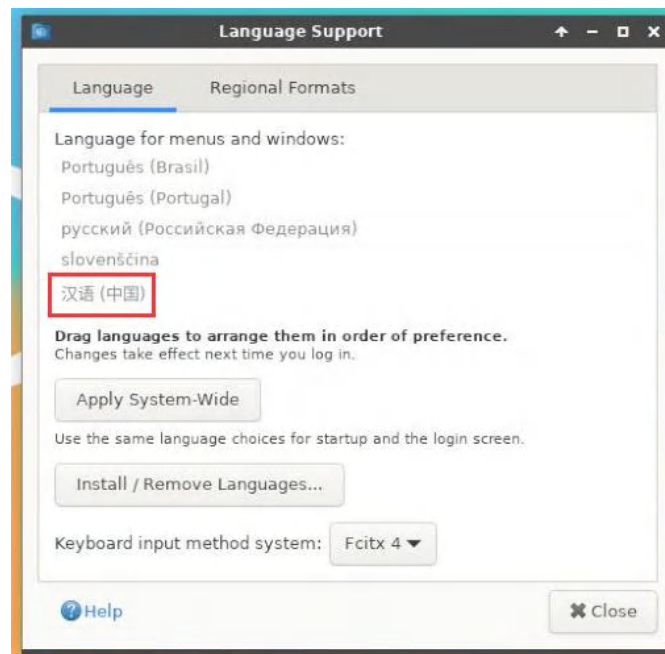 Language Support
Language Regional Formats
Language for menus and windows:
Português (Brasil)
Português (Portugal)
русский (Российская Федерация)
slovenščina
汉语 (中国)
Drag languages to arrange them in order of preference.
Changes take effect next time you log in.
Apply System-Wide
Use the same language choices for startup and the login screen.
Install / Remove Languages...
Keyboard input method system: Fcitx 4
Help Close